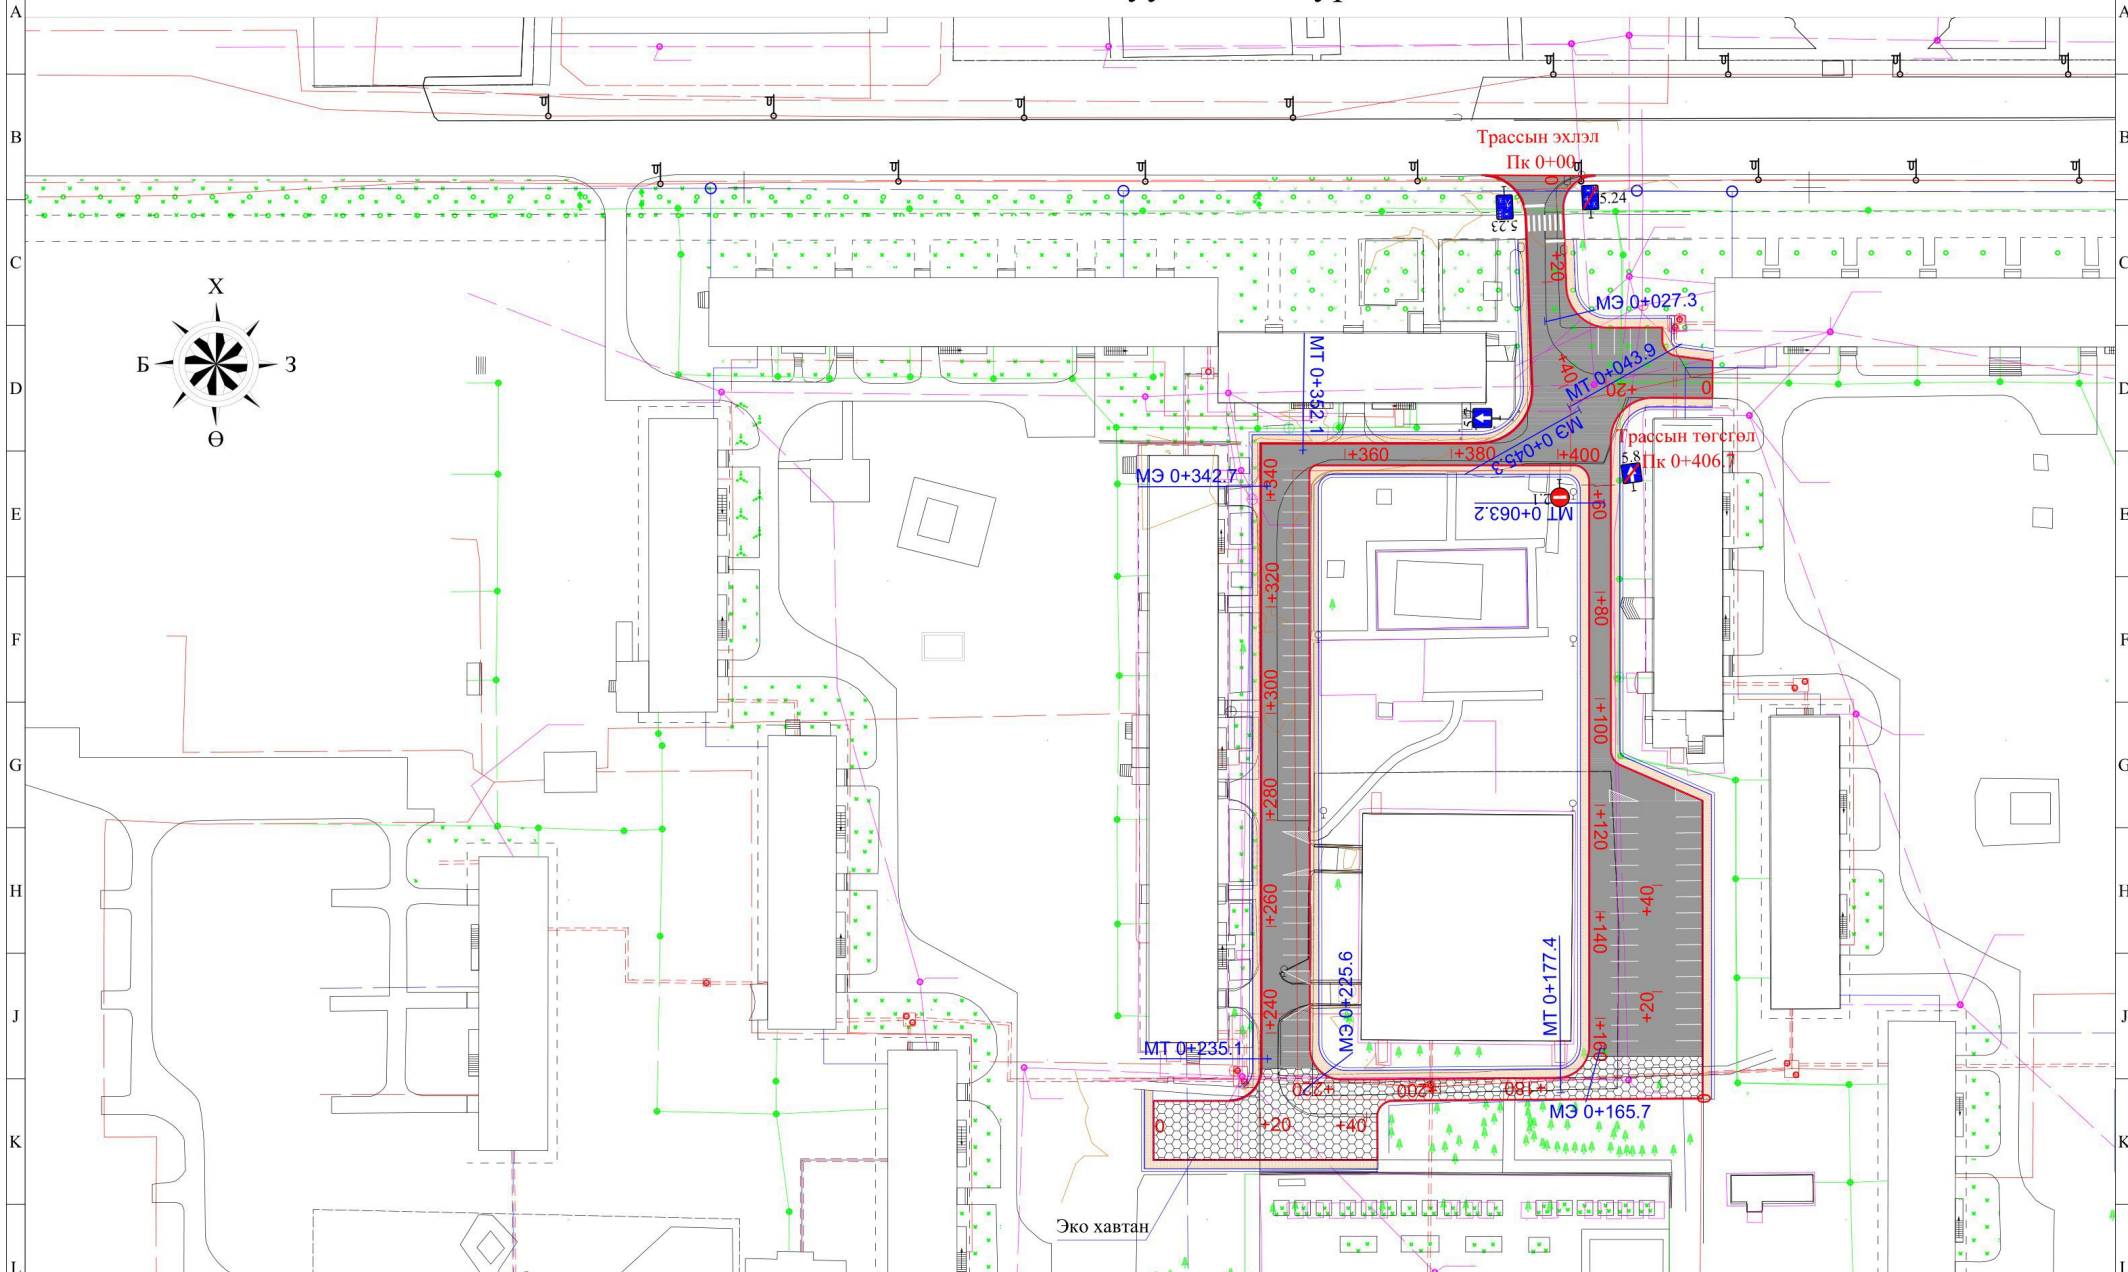 A
A
B
B
Трассын эхлэл
Пк 0+00
0
5.23
5.24
C
C
+20
Х
Б
З
Ө
МЭ 0+027.3
МТ 0+043.9
+40
+20
0
D
D
МТ 0+352.1
МЭ 0+045.3
Трассын төгсгөл
Пк 0+406.7
5.8
+360
+380
+400
МЭ 0+342.7
+340
2.1
МТ 0+063.2
+60
E
E
+320
+80
F
F
+300
+100
G
G
+280
+120
H
H
+260
+40
+140
МЭ 0+225.6
МТ 0+177.4
+240
+20
+160
J
J
МТ 0+235.1
+220
+200
+180
МЭ 0+165.7
0
+20
+40
K
K
Эко хавтан
L